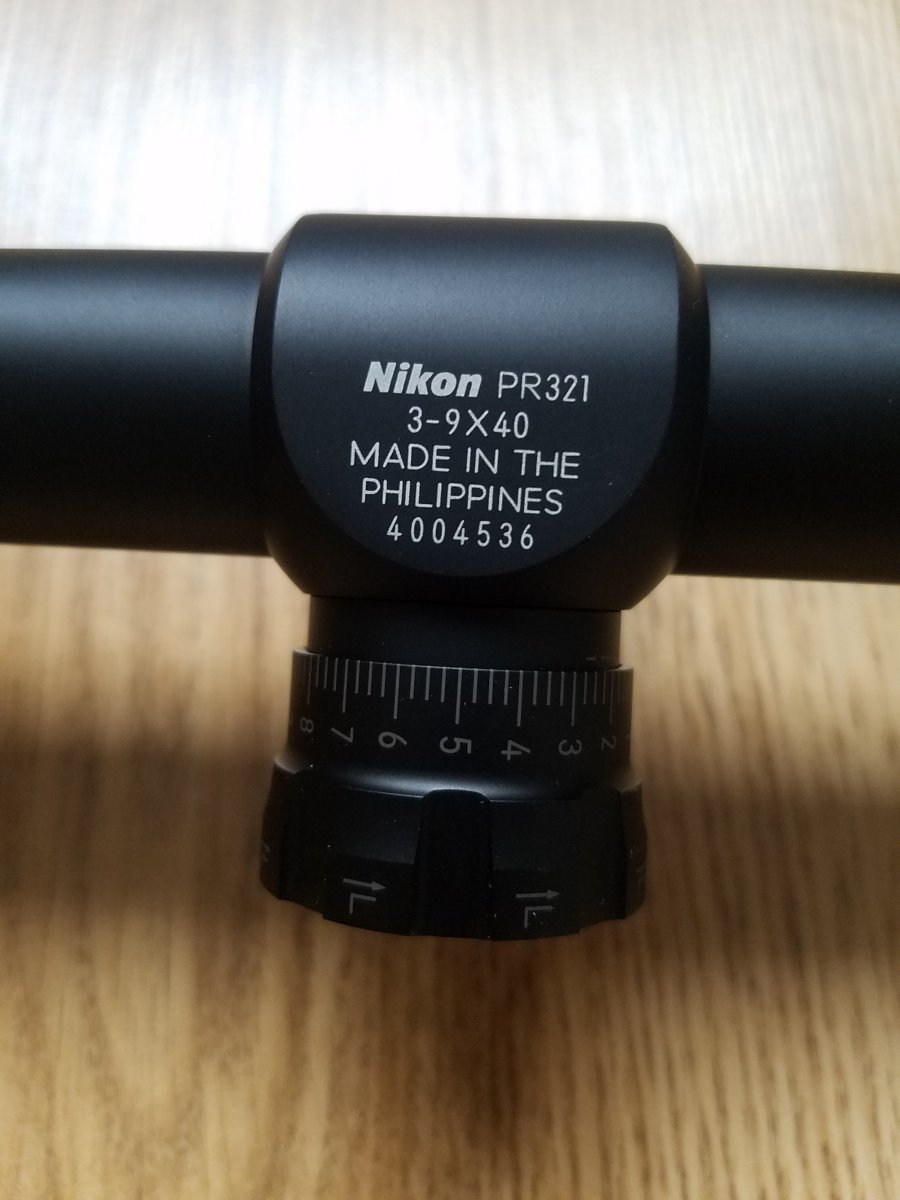 Nikon PR321
3-9X40
MADE IN THE
PHILIPPINES
4004536
8 7 6 5 4 3 2
L L